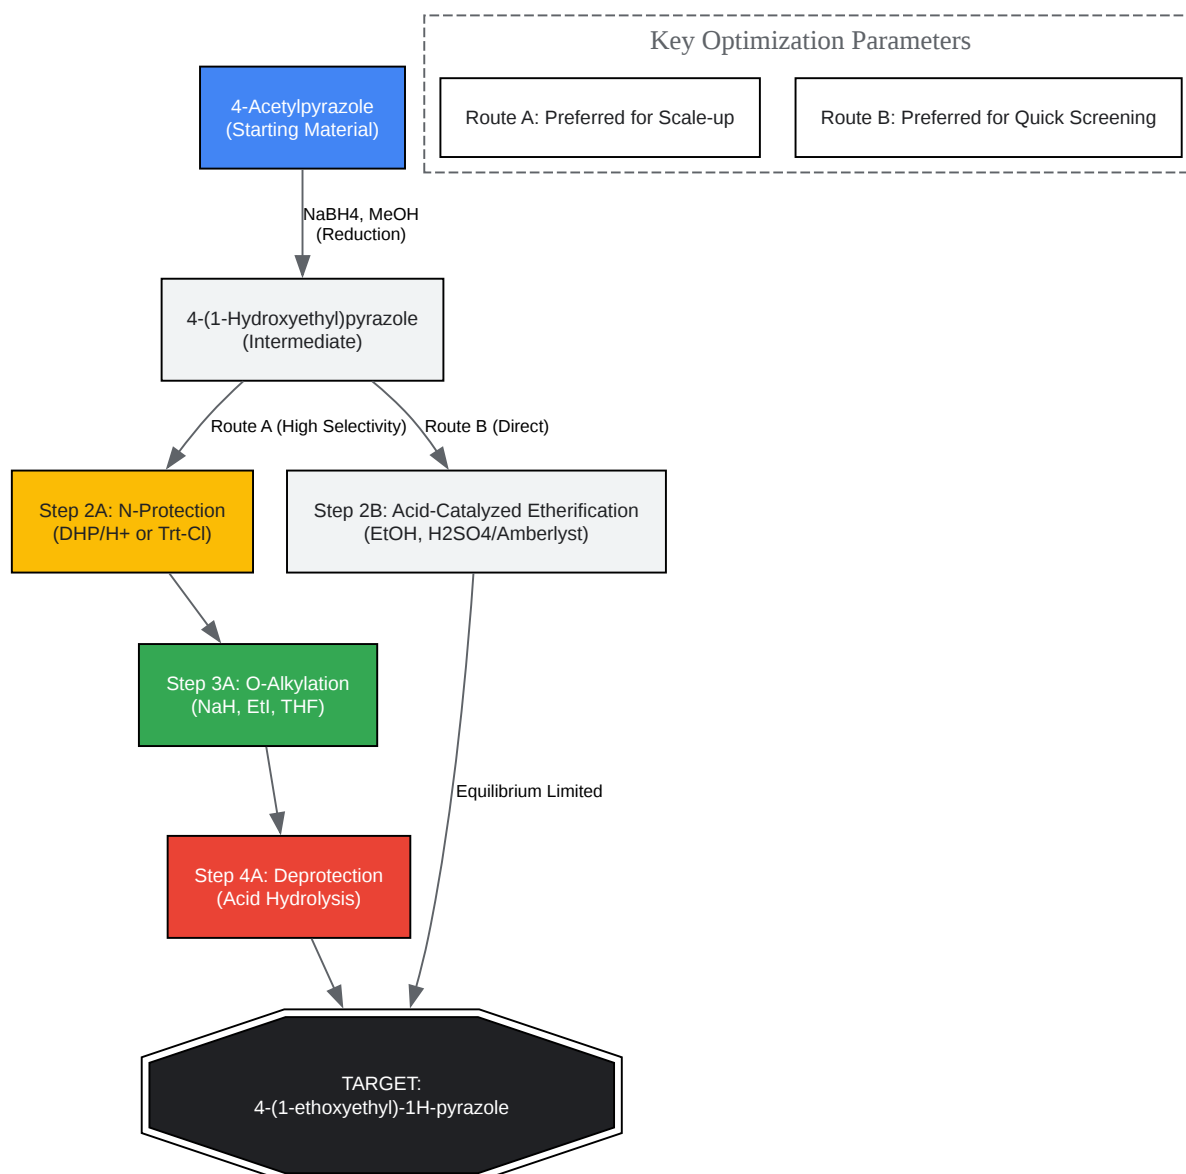 Key Optimization Parameters
4-Acetylpyrazole
(Starting Material)
Route A: Preferred for Scale-up
Route B: Preferred for Quick Screening
NaBH4, MeOH
(Reduction)
4-(1-Hydroxyethyl)pyrazole
(Intermediate)
Route A (High Selectivity)
Route B (Direct)
Step 2A: N-Protection
(DHP/H+ or Trt-Cl)
Step 2B: Acid-Catalyzed Etherification
(EtOH, H2SO4/Amberlyst)
Step 3A: O-Alkylation
(NaH, EtI, THF)
Equilibrium Limited
Step 4A: Deprotection
(Acid Hydrolysis)
TARGET:
4-(1-ethoxyethyl)-1H-pyrazole